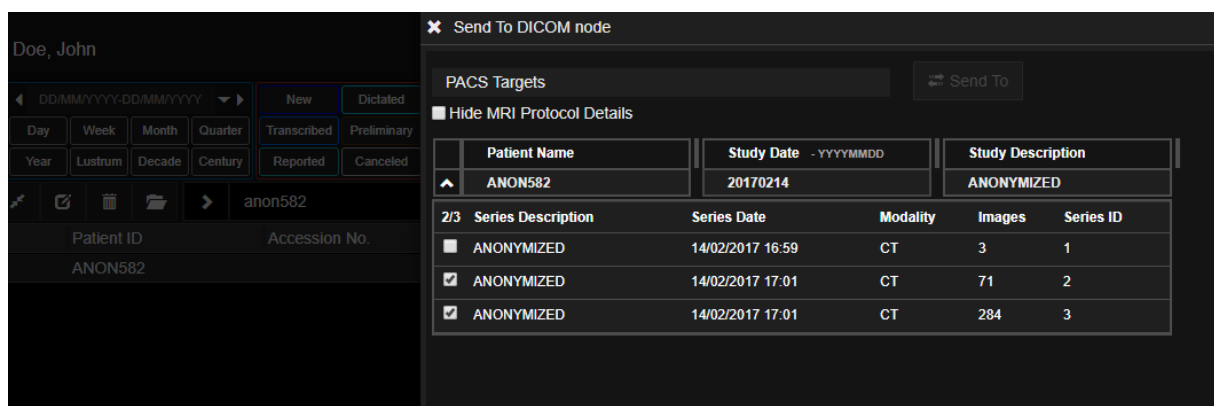 Send To DICOM node
Doe, John
PACS Targets
Send To
DD/MM/YYYY-DD/MM/YYYY
New
Dictated
Hide MRI Protocol Details
Day
Week
Month
Quarter
Transcribed
Preliminary
Year
Lustrum
Decade
Century
Reported
Canceled
anon582
Patient ID
Accession No.
ANON582
Patient Name
Study Date - YYYYMMDD
Study Description
ANON582
20170214
ANONYMIZED
2/3 Series Description Series Date Modality Images Series ID
ANONYMIZED 14/02/2017 16:59 CT 3 1
ANONYMIZED 14/02/2017 17:01 CT 71 2
ANONYMIZED 14/02/2017 17:01 CT 284 3